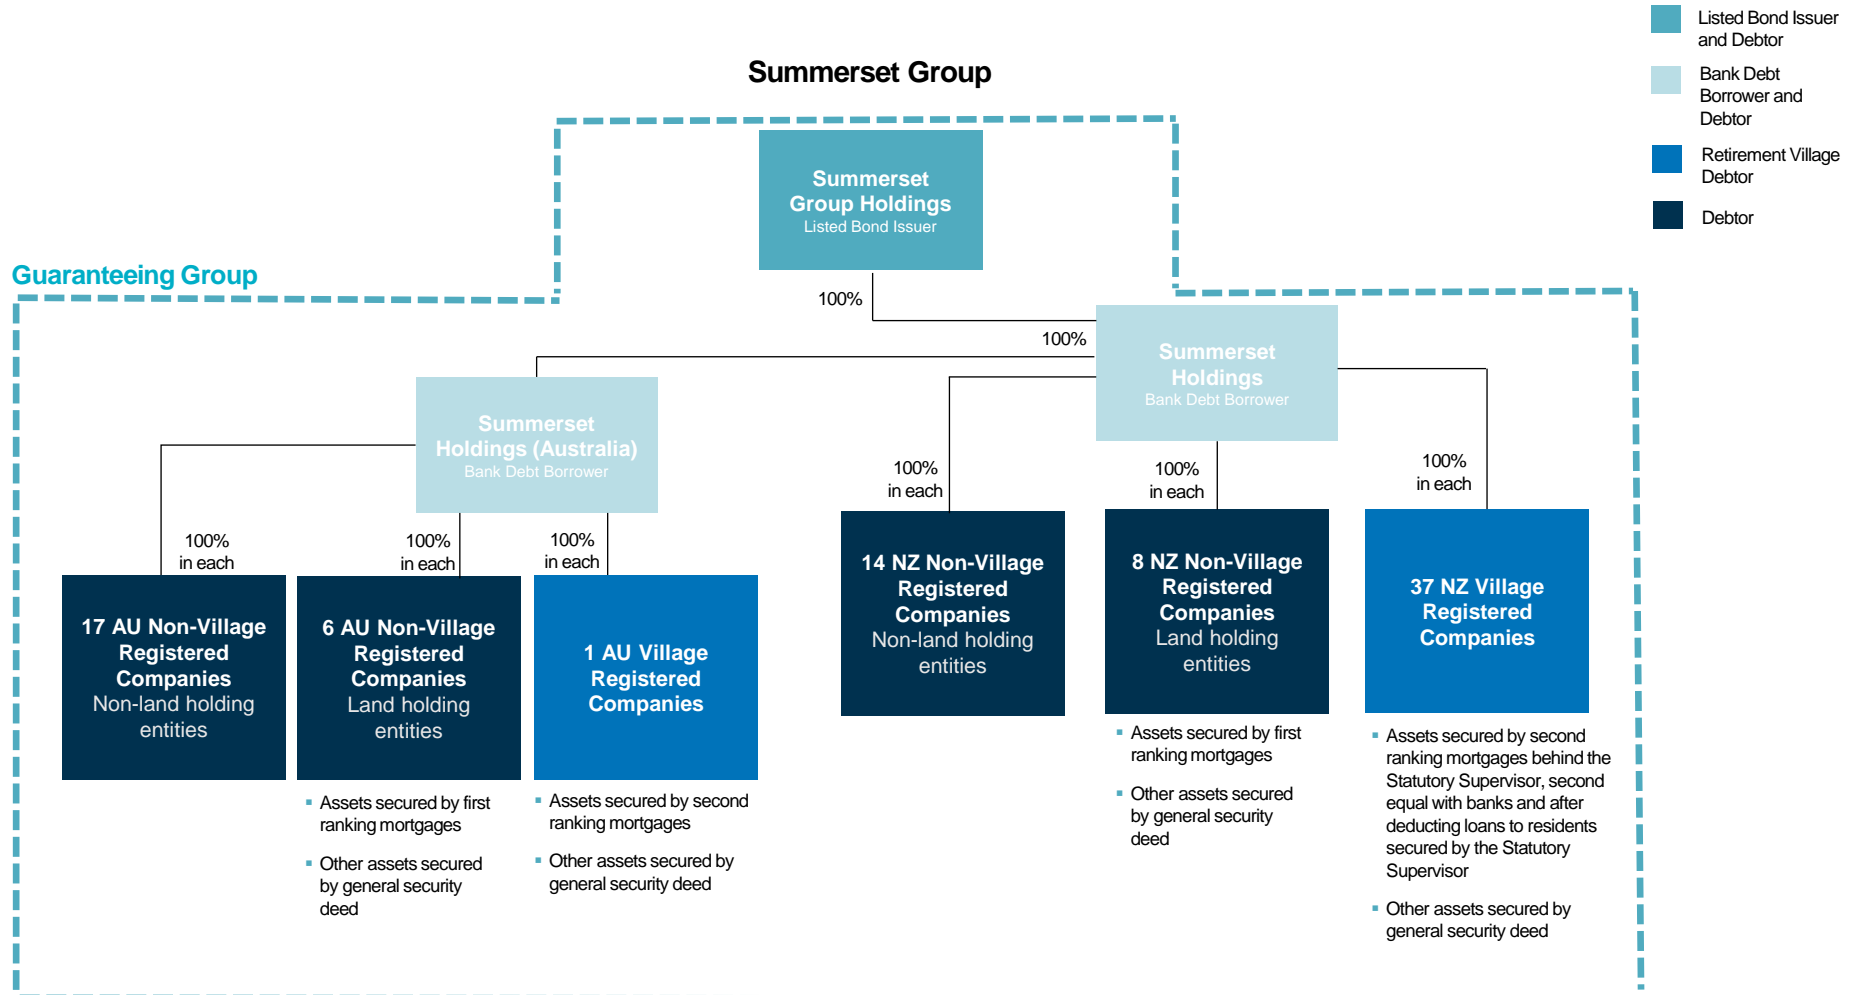 Listed Bond Issuer
and Debtor
Bank Debt
Borrower and
Debtor
Retirement Village
Debtor
Debtor
Summerset Group
Summerset
Group Holdings
Listed Bond Issuer
Guaranteeing Group
100%
100%
Summerset
Holdings
Bank Debt Borrower
Summerset
Holdings (Australia)
Bank Debt Borrower
100%
in each
100%
in each
100%
in each
100%
in each
100%
in each
100%
in each
17 AU Non-Village
Registered
Companies
Non-land holding
entities
6 AU Non-Village
Registered
Companies
Land holding
entities
1 AU Village
Registered
Companies
14 NZ Non-Village
Registered
Companies
Non-land holding
entities
8 NZ Non-Village
Registered
Companies
Land holding
entities
37 NZ Village
Registered
Companies
▪ Assets secured by first
ranking mortgages
▪ Other assets secured
by general security
deed
▪ Assets secured by second
ranking mortgages
▪ Other assets secured by
general security deed
▪ Assets secured by first
ranking mortgages
▪ Other assets secured
by general security
deed
▪ Assets secured by second
ranking mortgages behind the
Statutory Supervisor, second
equal with banks and after
deducting loans to residents
secured by the Statutory
Supervisor
▪ Other assets secured by
general security deed